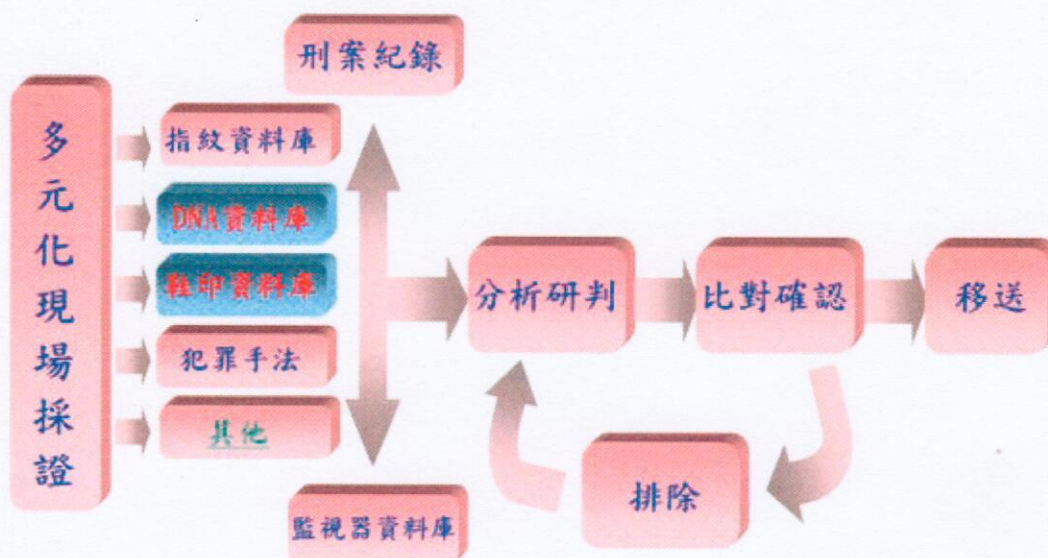 刑案紀錄
多元化現場採證
指紋資料庫
DNA資料庫
鞋印資料庫
犯罪手法
其他
監視器資料庫
分析研判
比對確認
移送
排除